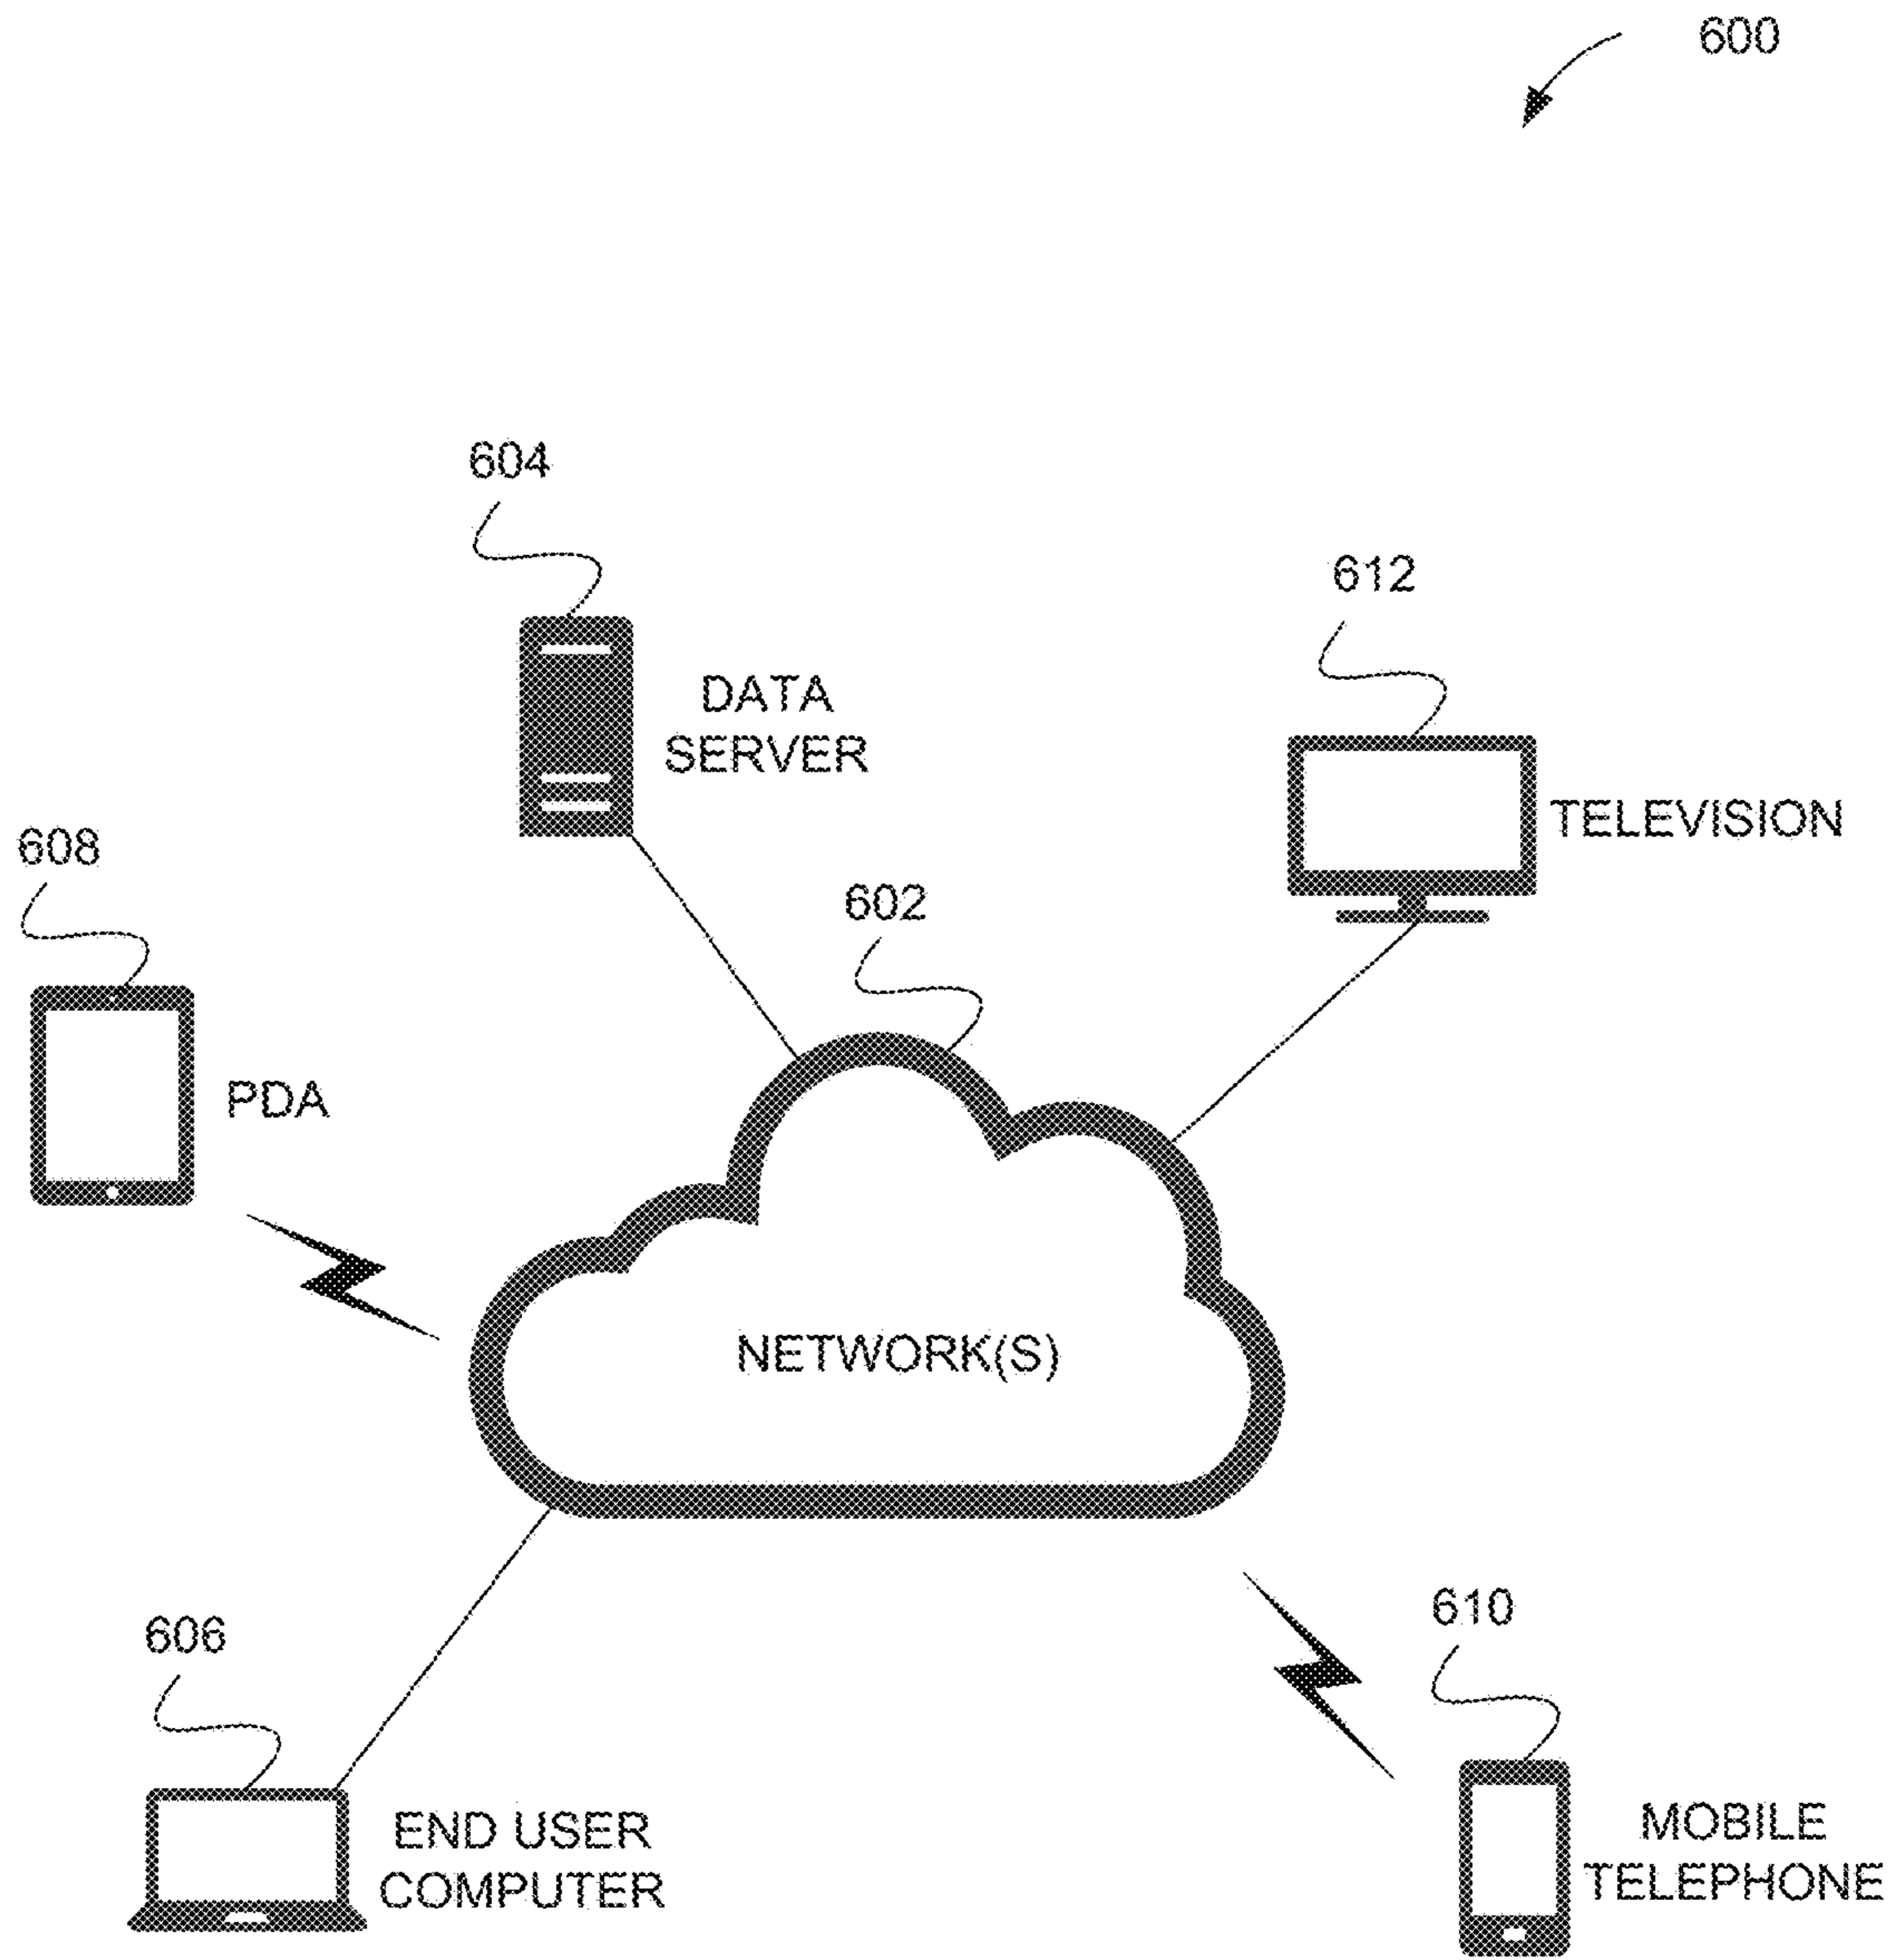 600
604
DATA
SERVER
612
TELEVISION
608
PDA
602
NETWORK(S)
606
END USER
COMPUTER
610
MOBILE
TELEPHONE